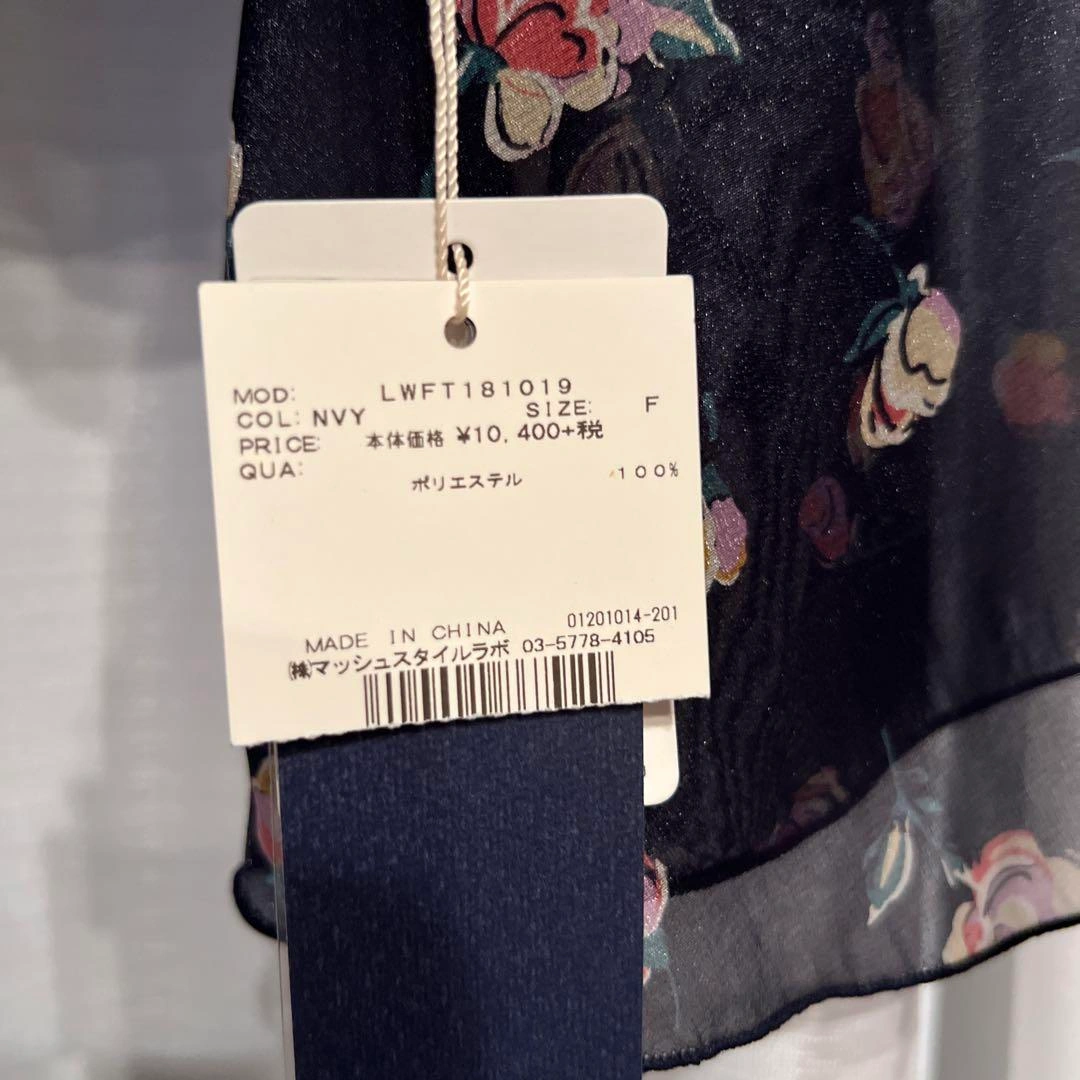 MOD: LWFT181019
COL: NVY SIZE: F
PRICE: 本体価格 ¥10,400+税
QUA:
ポリエステル 100%
01201014-201
MADE IN CHINA
㈱マッシュスタイルラボ 03-5778-4105